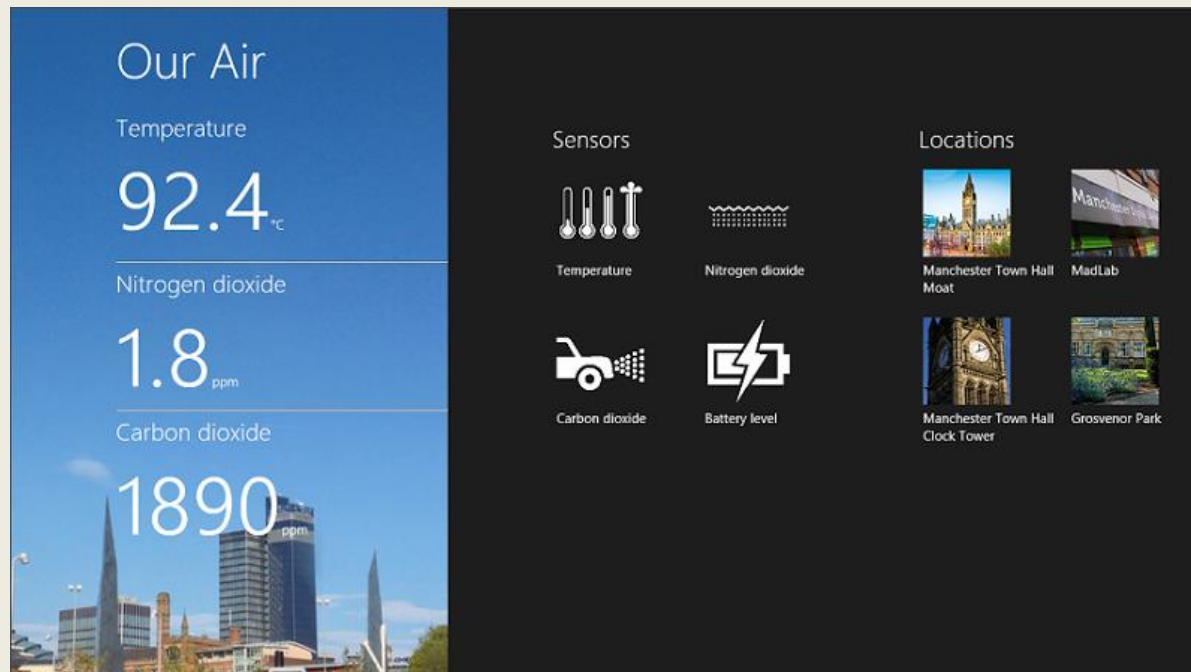 Our Air
Temperature
92.4 °C
Nitrogen dioxide
1.8 ppm
Carbon dioxide
1890 ppm
Sensors
Temperature
Nitrogen dioxide
Carbon dioxide
Battery level
Locations
Manchester
Manchester Town Hall
Moat
MadLab
Manchester Town Hall
Clock Tower
Grosvenor Park